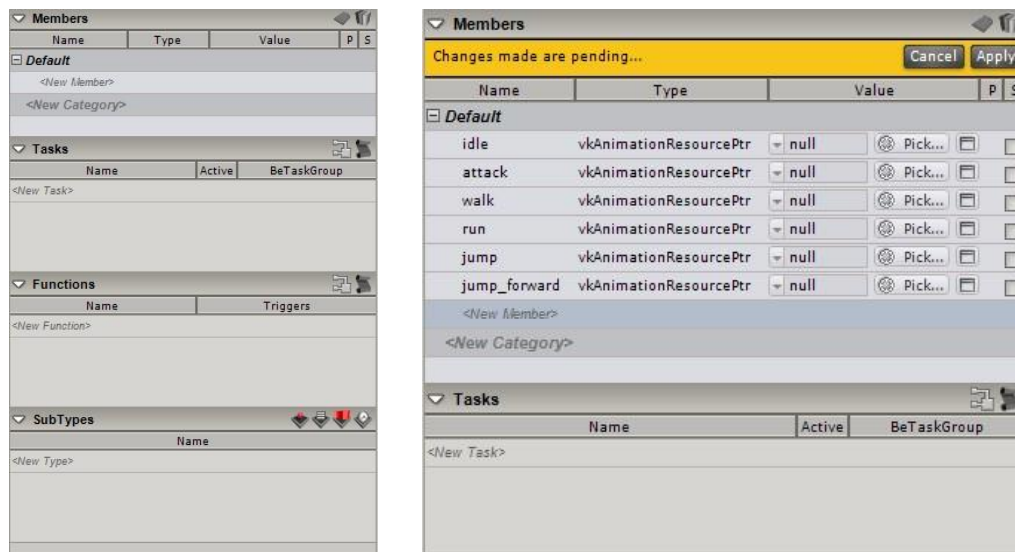 Members
Name Type Value P S
Default
<New Member>
<New Category>
Tasks
Name Active BeTaskGroup
<New Task>
Functions
Name Triggers
<New Function>
SubTypes
Name
<New Type>
Members
Changes made are pending... Cancel Apply
Name Type Value P S
Default
idle vkAnimationResourcePtr null Pick...
attack vkAnimationResourcePtr null Pick...
walk vkAnimationResourcePtr null Pick...
run vkAnimationResourcePtr null Pick...
jump vkAnimationResourcePtr null Pick...
jump_forward vkAnimationResourcePtr null Pick...
<New Member>
<New Category>
Tasks
Name Active BeTaskGroup
<New Task>